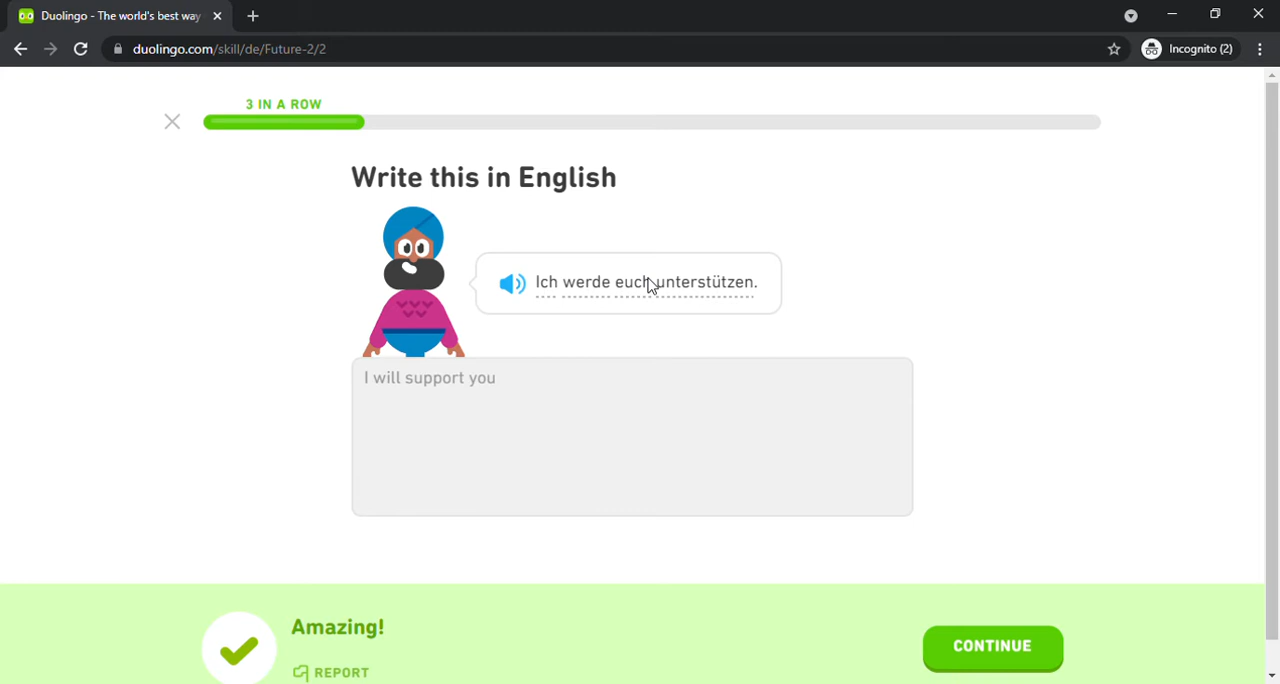 Duolingo - The world's best way
duolingo.com/skill/de/Future-2/2
Incognito (2)
3 IN A ROW
Write this in English
Ich werde euch unterstützen.
I will support you
Amazing!
REPORT
CONTINUE